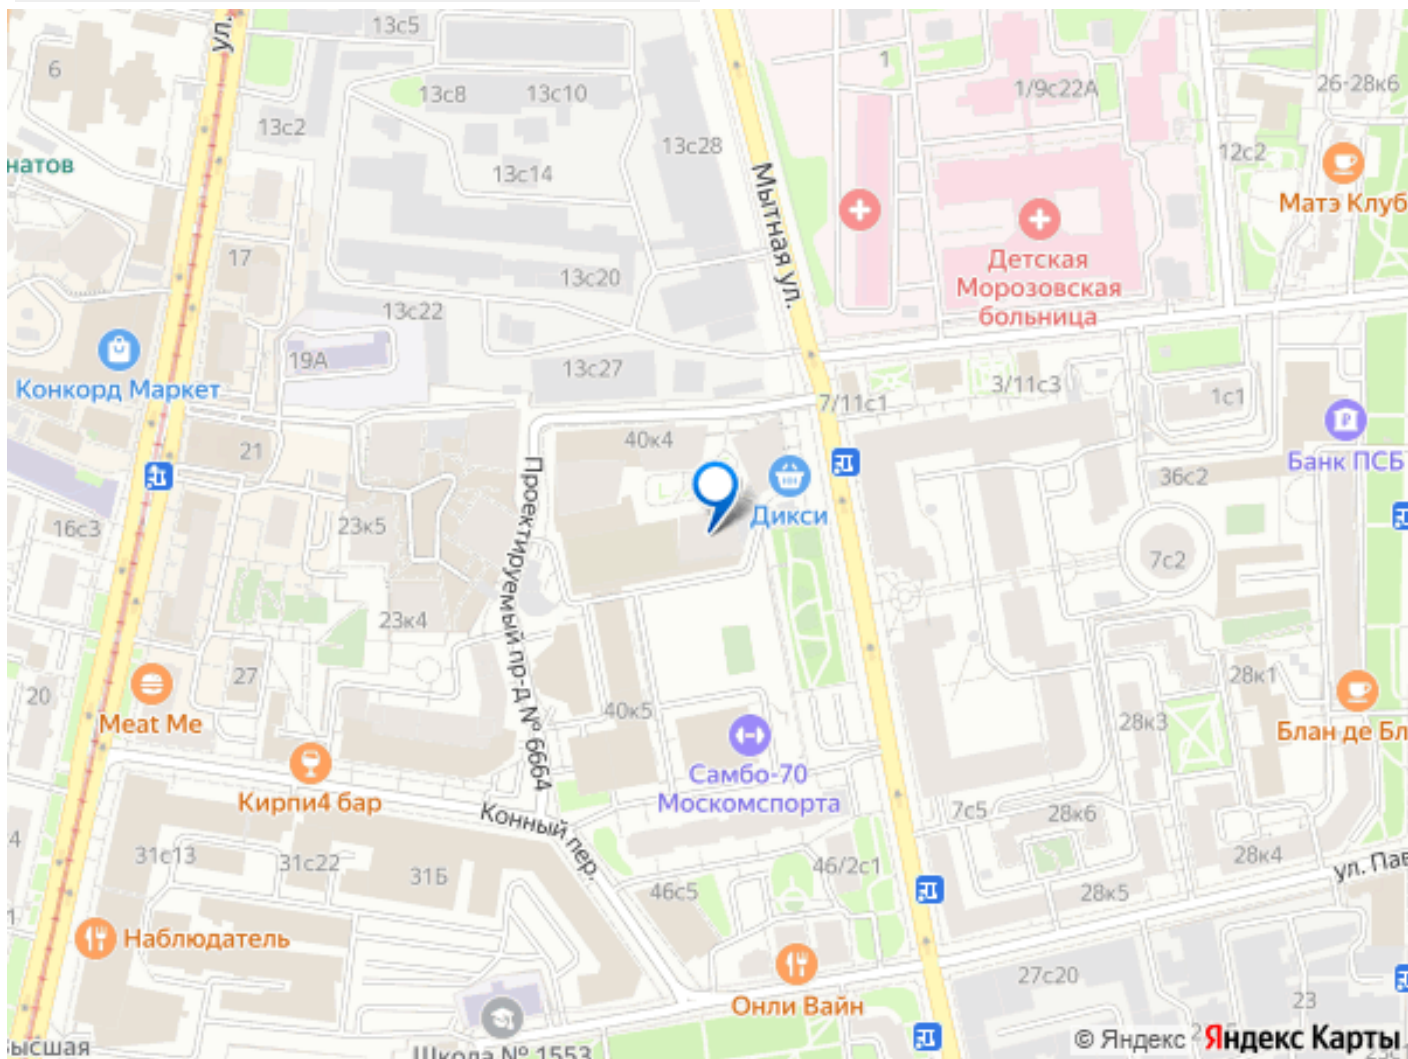 ул.
13с5
6
13с8
13с10
1
1/9с22А
26-28к6
13с2
13с28
12с2
натов
13с14
Матэ Клуб
Мытная ул.
17
13с20
Детская
Морозовская
больница
13с22
19А
13с27
3/11с3
Конкорд Маркет
7/11с1
1с1
21
40к4
Банк ПСБ
36с2
Дикси
16с3
23к5
Проектируемый пр-д № 6664
7с2
23к4
20
27
28к1
40к5
28к3
Meat Me
Блан де Бл
Самбо-70
Москомспорта
Кирпи4 бар
Конный пер.
7с5
28к6
31с13
31с22
31Б
46/2с1
28к4
ул. Пав
46с5
28к5
Наблюдатель
27с20
Онли Вайн
23
Школа № 1553
© Яндекс
Яндекс Карты